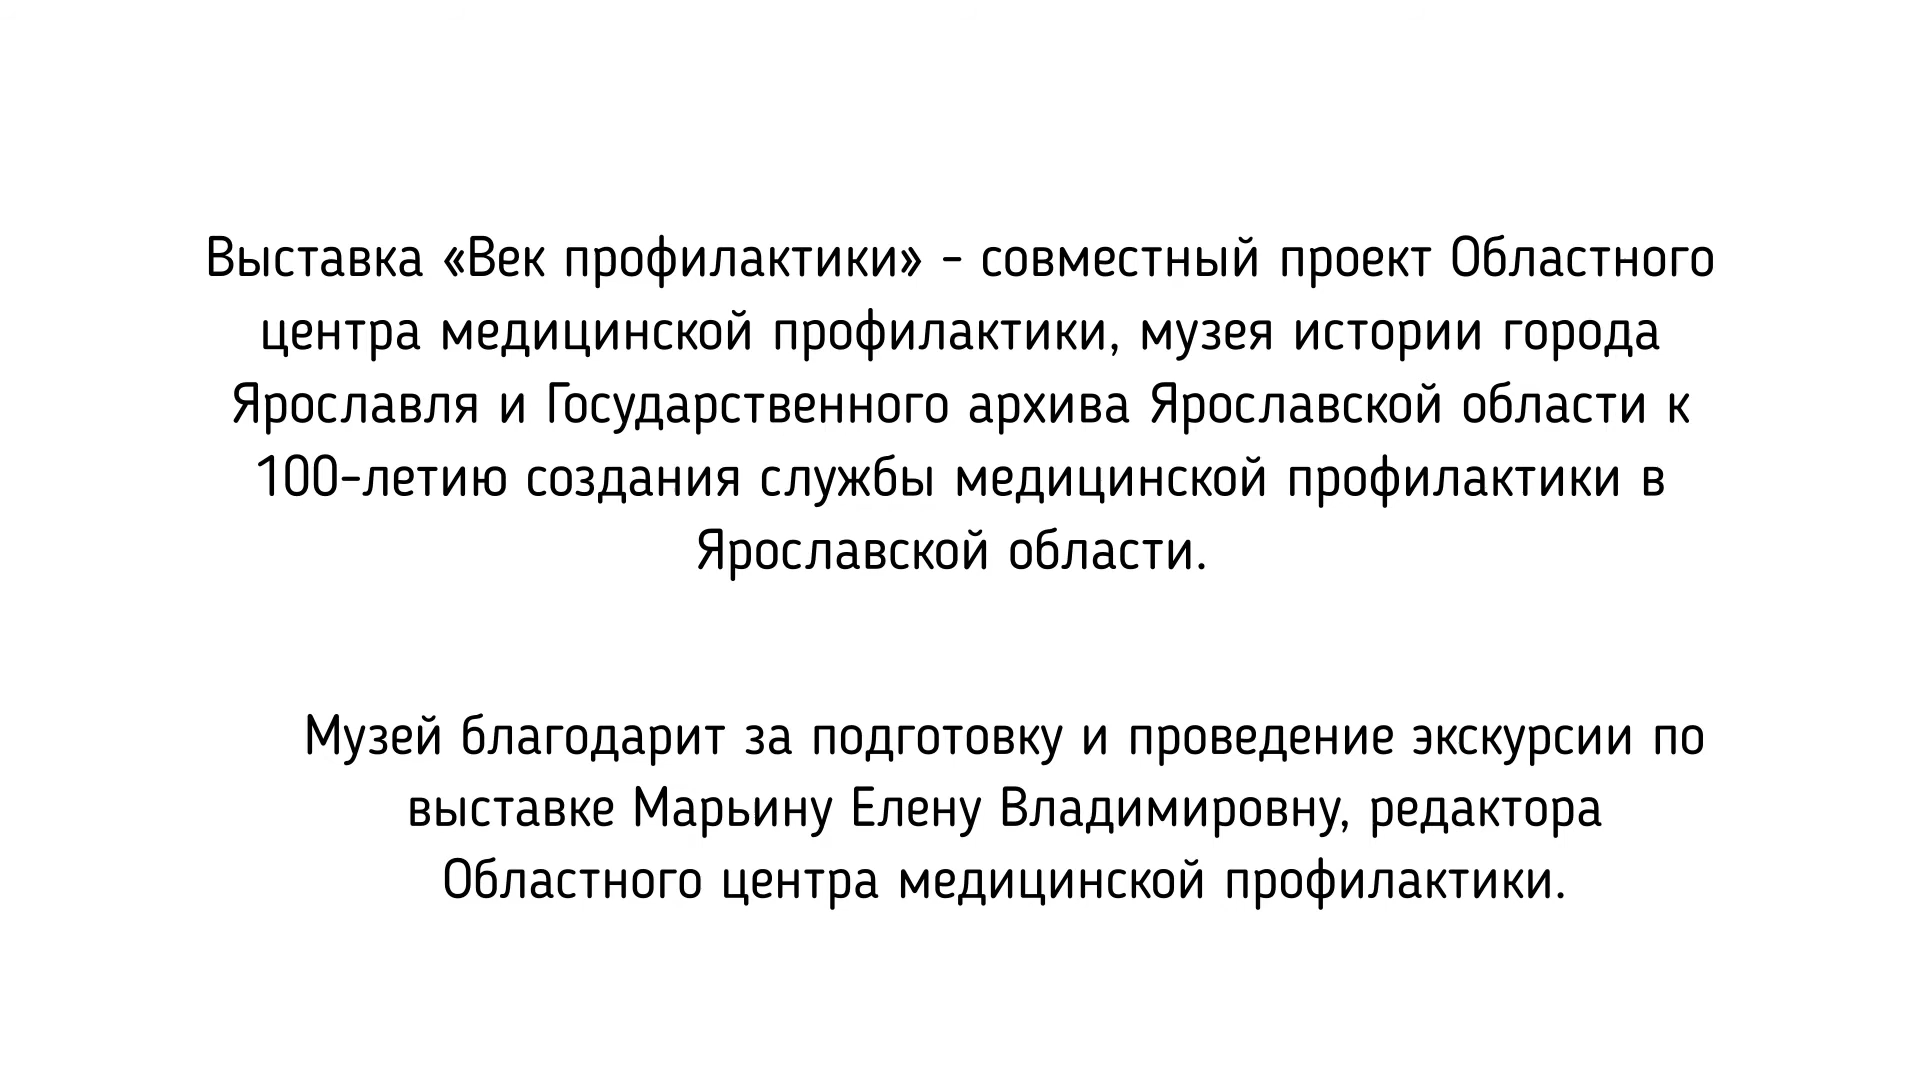 Выставка «Век профилактики» - совместный проект Областного
центра медицинской профилактики, музея истории города
Ярославля и Государственного архива Ярославской области к
100-летию создания службы медицинской профилактики в
Ярославской области.
Музей благодарит за подготовку и проведение экскурсии по
выставке Марьину Елену Владимировну, редактора
Областного центра медицинской профилактики.